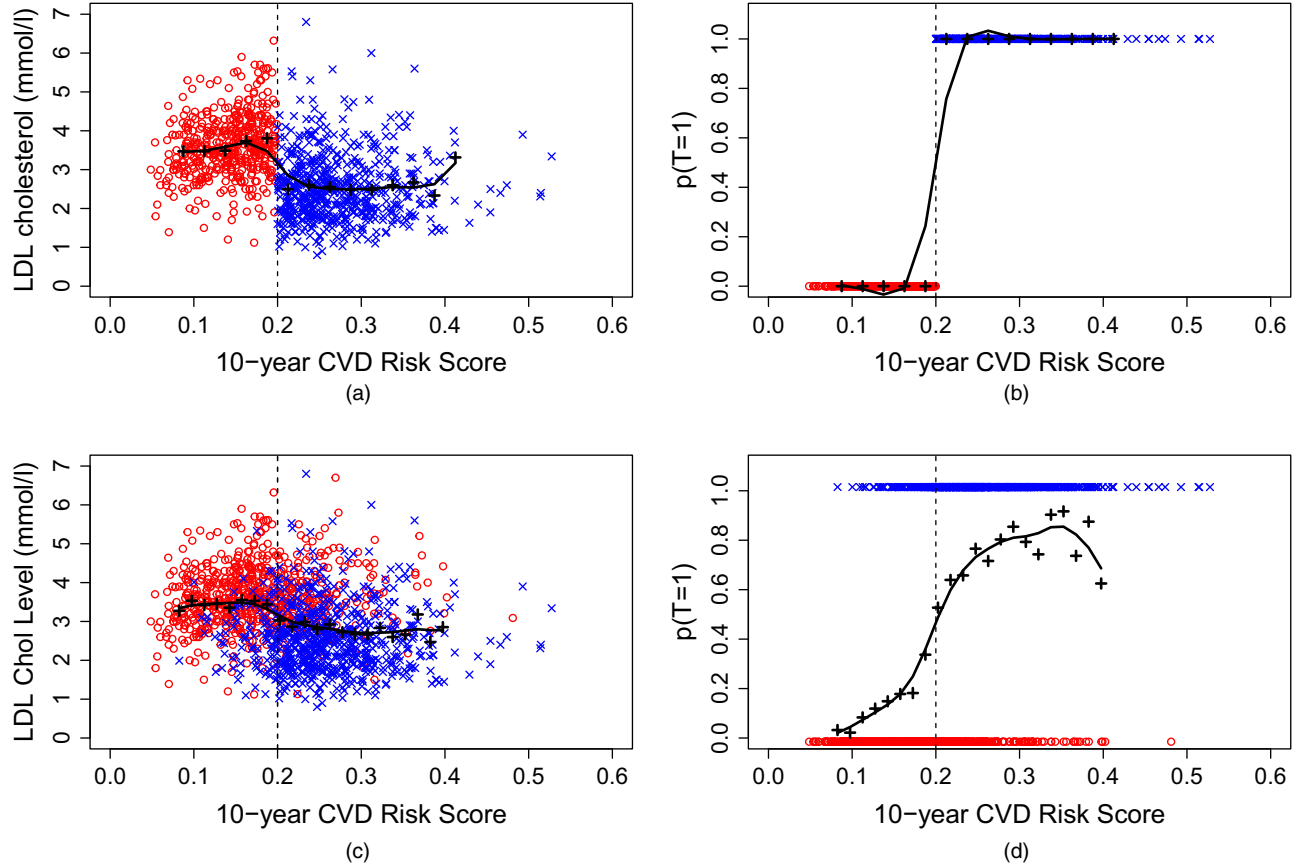 LDL cholesterol (mmol/l)
7
6
5
4
3
2
1
0
0.0 0.1 0.2 0.3 0.4 0.5 0.6
10−year CVD Risk Score
(a)
p(T=1)
1.0
0.8
0.6
0.4
0.2
0.0
0.0 0.1 0.2 0.3 0.4 0.5 0.6
10−year CVD Risk Score
(b)
LDL Chol Level (mmol/l)
7
6
5
4
3
2
1
0
0.0 0.1 0.2 0.3 0.4 0.5 0.6
10−year CVD Risk Score
(c)
p(T=1)
1.0
0.8
0.6
0.4
0.2
0.0
0.0 0.1 0.2 0.3 0.4 0.5 0.6
10−year CVD Risk Score
(d)